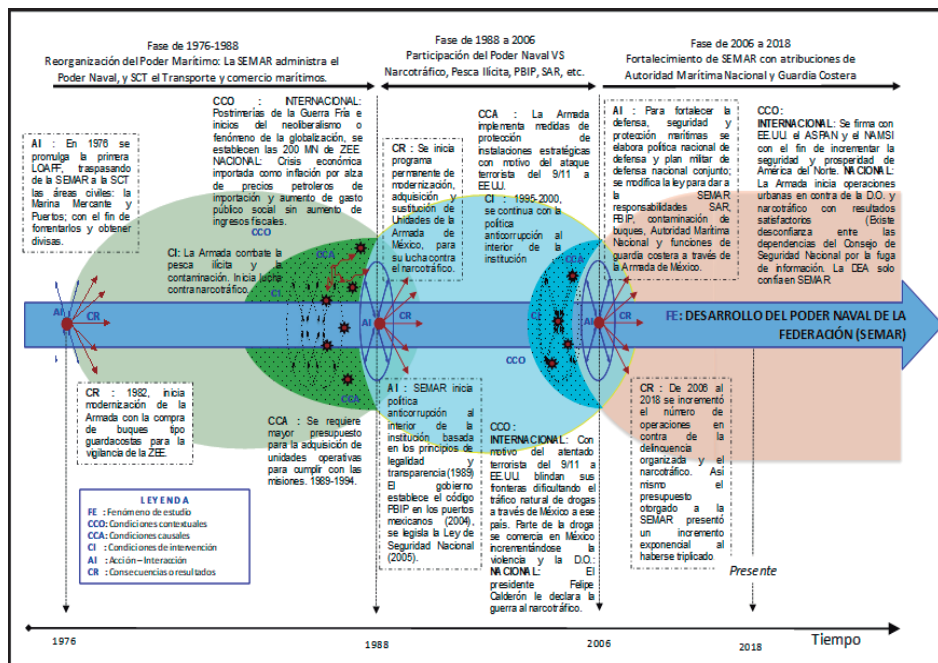 Fase de 1976-1988
Reorganización del Poder Marítimo: La SEMAR administra el
Poder Naval, y SCT el Transporte y comercio marítimos.
Fase de 1988 a 2006
Participación del Poder Naval VS
Narcotráfico, Pesca Ilícita, PBIP, SAR, etc.
Fase de 2006 a 2018
Fortalecimiento de SEMAR con atribuciones de
Autoridad Marítima Nacional y Guardia Costera
AI : En 1976 se
promulga la primera
LOAFF, traspasando
de la SEMAR a la SCT
las áreas civiles: la
Marina Mercante y
Puertos; con el fin de
fomentarlos y obtener
divisas.
CCO : INTERNACIONAL:
Postrimerías de la Guerra Fría e
inicios del neoliberalismo o
fenómeno de la globalización, se
establecen las 200 MN de ZEE.
NACIONAL: Crisis económica
importada como inflación por alza
de precios petroleros de
importación y aumento de gasto
público social sin aumento de
ingresos fiscales.
CCO
CI: La Armada combate la
pesca ilícita y la
contaminación. Inicia lucha
contra narcotráfico.
CR : Se inicia
programa
permanente de
modernización,
adquisición y
sustitución de
Unidades de la
Armada de
México, para
su lucha contra
el narcotráfico.
CCA : La Armada
implementa medidas de
protección de
instalaciones estratégicas
con motivo del ataque
terrorista del 9/11 a
EE.UU.
CI : 1995-2000,
se continua con la
política
anticorrupción al
interior de la
institución
AI : Para fortalecer la
defensa, seguridad y
protección marítimas se
elabora política nacional de
defensa y plan militar de
defensa nacional conjunto;
se modifica la ley para dar a
la SEMAR
responsabilidades SAR,
PBIP, contaminación de
buques, Autoridad Marítima
Nacional y funciones de
guardia costera a través de
la Armada de México.
CCO:
INTERNACIONAL: Se firma con
EE.UU. el ASPAN y el NAMSI
con el fin de incrementar la
seguridad y prosperidad de
América del Norte. NACIONAL:
La Armada inicia operaciones
urbanas en contra de la D.O. y
narcotráfico con resultados
satisfactorios (Existe
desconfianza entre las
dependencias del Consejo de
Seguridad Nacional por la fuga
de información. La DEA solo
confía en SEMAR.
CCA
CCA
CI
AI
CR
AI
CR
AI
CR
CCO
CCA
FE: DESARROLLO DEL PODER NAVAL DE LA
FEDERACIÓN (SEMAR)
CR : 1982, inicia
modernización de la
Armada con la compra
de buques tipo
guardacostas para la
vigilancia de la ZEE.
CCA : Se requiere
mayor presupuesto
para la adquisición de
unidades operativas
para cumplir con las
misiones. 1989-1994.
AI : SEMAR inicia
política
anticorrupción al
interior de la
institución basada
en los principios de
legalidad y
transparencia (1989)
El gobierno
establece el código
PBIP en los puertos
mexicanos (2004),
se legisla la Ley de
Seguridad Nacional
(2005).
CCO :
INTERNACIONAL: Con
motivo del atentado
terrorista del 9/11 a
EE.UU. blindan sus
fronteras dificultando el
tráfico natural de drogas
a través de México a ese
país. Parte de la droga
se comercia en México
incrementándose la
violencia y la D.O.:
NACIONAL: El
presidente Felipe
Calderón le declara la
guerra al narcotráfico.
CR : De 2006 al
2018 se incrementó
el número de
operaciones en
contra de la
delincuencia
organizada y el
narcotráfico. Así
mismo el
presupuesto
otorgado a la
SEMAR presentó
un incremento
exponencial al
haberse triplicado.
LEYENDA
FE : Fenómeno de estudio
CCO: Condiciones contextuales
CCA: Condiciones causales
CI : Condiciones de intervención
AI : Acción – Interacción
CR : Consecuencias o resultados
Presente
1976
1988
2006
2018
Tiempo